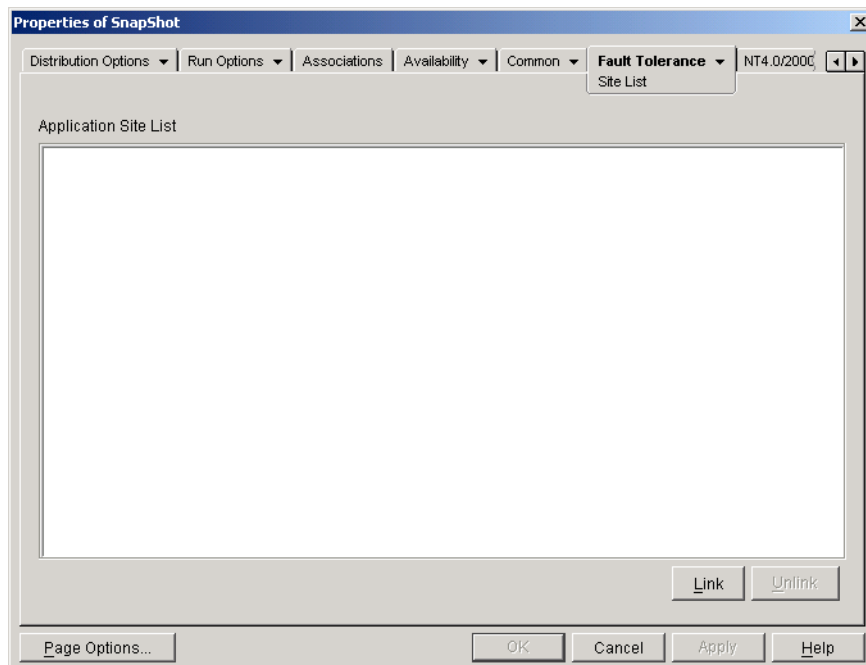 Properties of SnapShot
Distribution Options Run Options Associations Availability Common Fault Tolerance NT4.0/2000
Site List
Application Site List
Link Unlink
Page Options... OK Cancel Apply Help